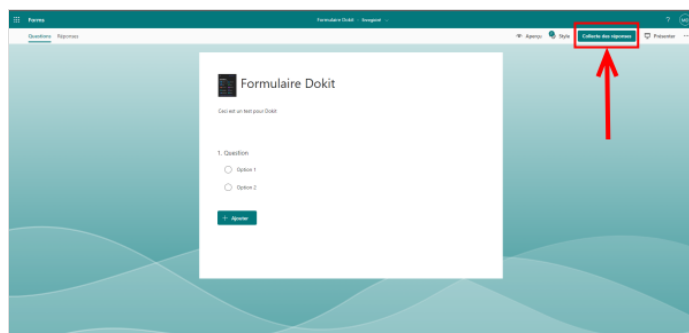 Forms
Formulaire Dokit - Enregistré
?
Questions Réponses
Aperçu Style Collecte des réponses Présenter ...
Formulaire Dokit
Ceci est un test pour Dokit
1. Question
Option 1
Option 2
+ Ajouter